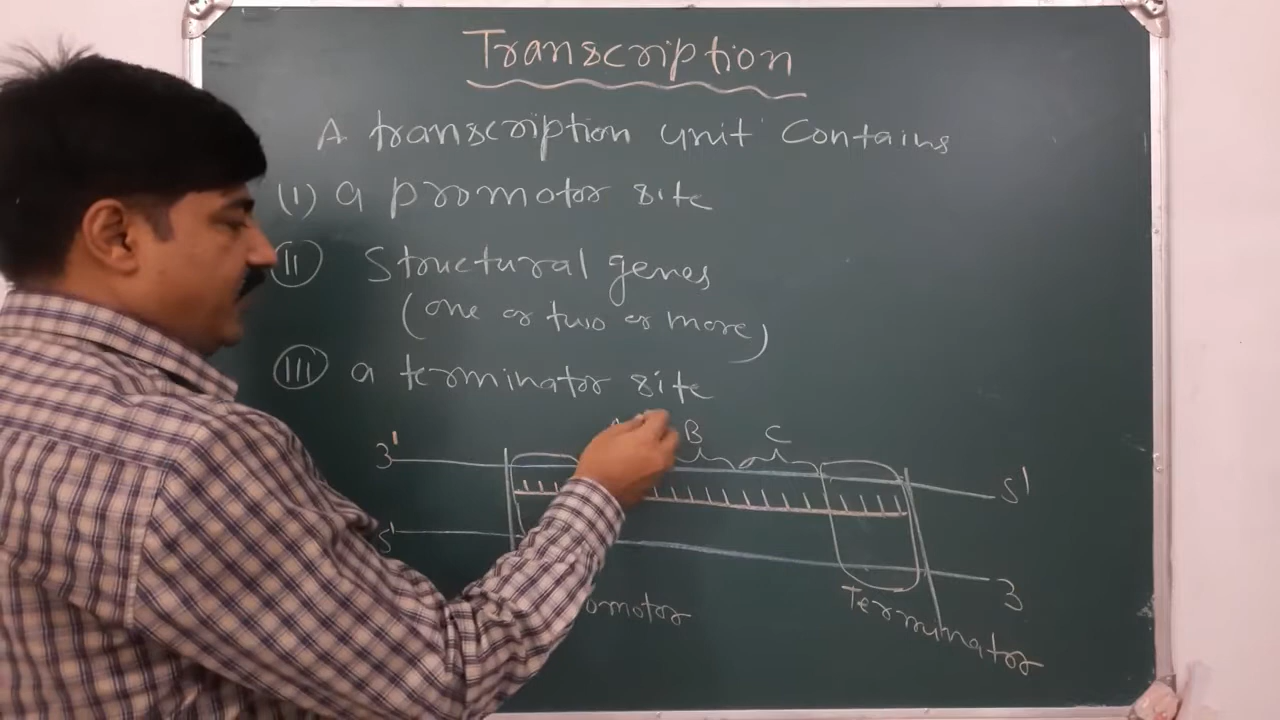 Transcription
A transcription unit Contains
(I) a promotor site
(II) Structural genes
(one or two or more)
(III) a terminator site
B C
3' 5'
5' 3
omotor Terminator